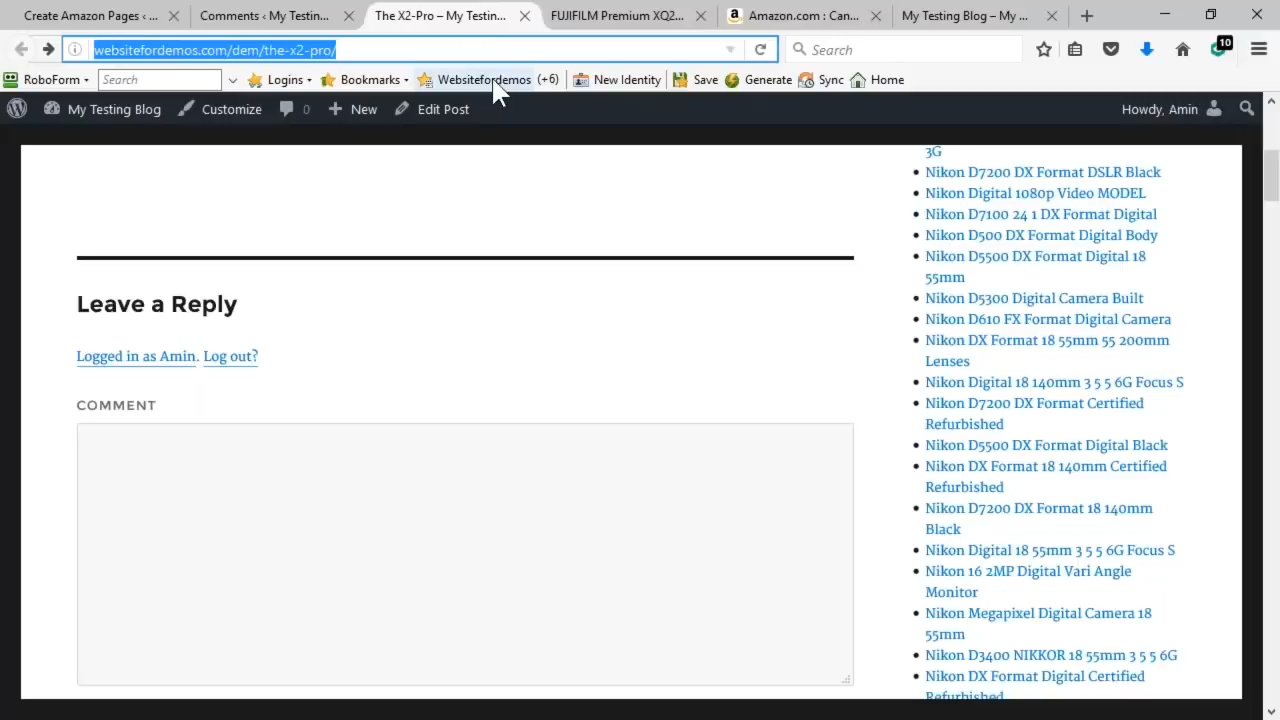 Create Amazon Pages ‹ ...
Comments ‹ My Testin...
The X2-Pro – My Testin...
FUJIFILM Premium XQ2...
Amazon.com : Can...
My Testing Blog – My ...
websitefordemos.com/dem/the-x2-pro/
Search
10
RoboForm
Search
Logins
Bookmarks
Websitefordemos (+6)
New Identity
Save
Generate
Sync
Home
My Testing Blog
Customize
0
New
Edit Post
Howdy, Amin
Leave a Reply
Logged in as Amin. Log out?
COMMENT
3G
Nikon D7200 DX Format DSLR Black
Nikon Digital 1080p Video MODEL
Nikon D7100 24 1 DX Format Digital
Nikon D500 DX Format Digital Body
Nikon D5500 DX Format Digital 18
55mm
Nikon D5300 Digital Camera Built
Nikon D610 FX Format Digital Camera
Nikon DX Format 18 55mm 55 200mm
Lenses
Nikon Digital 18 140mm 3 5 5 6G Focus S
Nikon D7200 DX Format Certified
Refurbished
Nikon D5500 DX Format Digital Black
Nikon DX Format 18 140mm Certified
Refurbished
Nikon D7200 DX Format 18 140mm
Black
Nikon Digital 18 55mm 3 5 5 6G Focus S
Nikon 16 2MP Digital Vari Angle
Monitor
Nikon Megapixel Digital Camera 18
55mm
Nikon D3400 NIKKOR 18 55mm 3 5 5 6G
Nikon DX Format Digital Certified
Refurbished